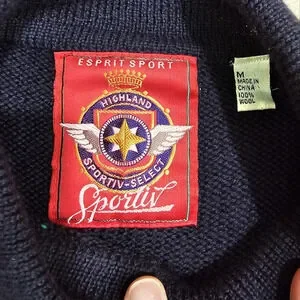 ESPRIT SPORT
HIGHLAND
SPORTIV-SELECT
Sportiv
M
MADE IN
CHINA
100%
WOOL